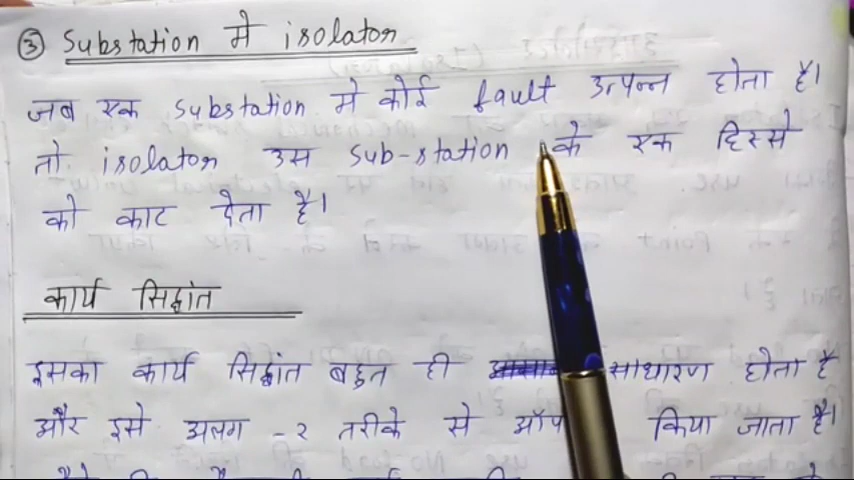 ③ Substation मे isolator
जब एक substation मे कोई fault उत्पन्न होता है।
तो isolator उस sub-station के एक हिस्से
को काट देता है।
कार्य सिद्धांत
इसका कार्य सिद्धांत बहुत ही साधारण होता है
और इसे अलग -२ तरीके से ऑप किया जाता है।